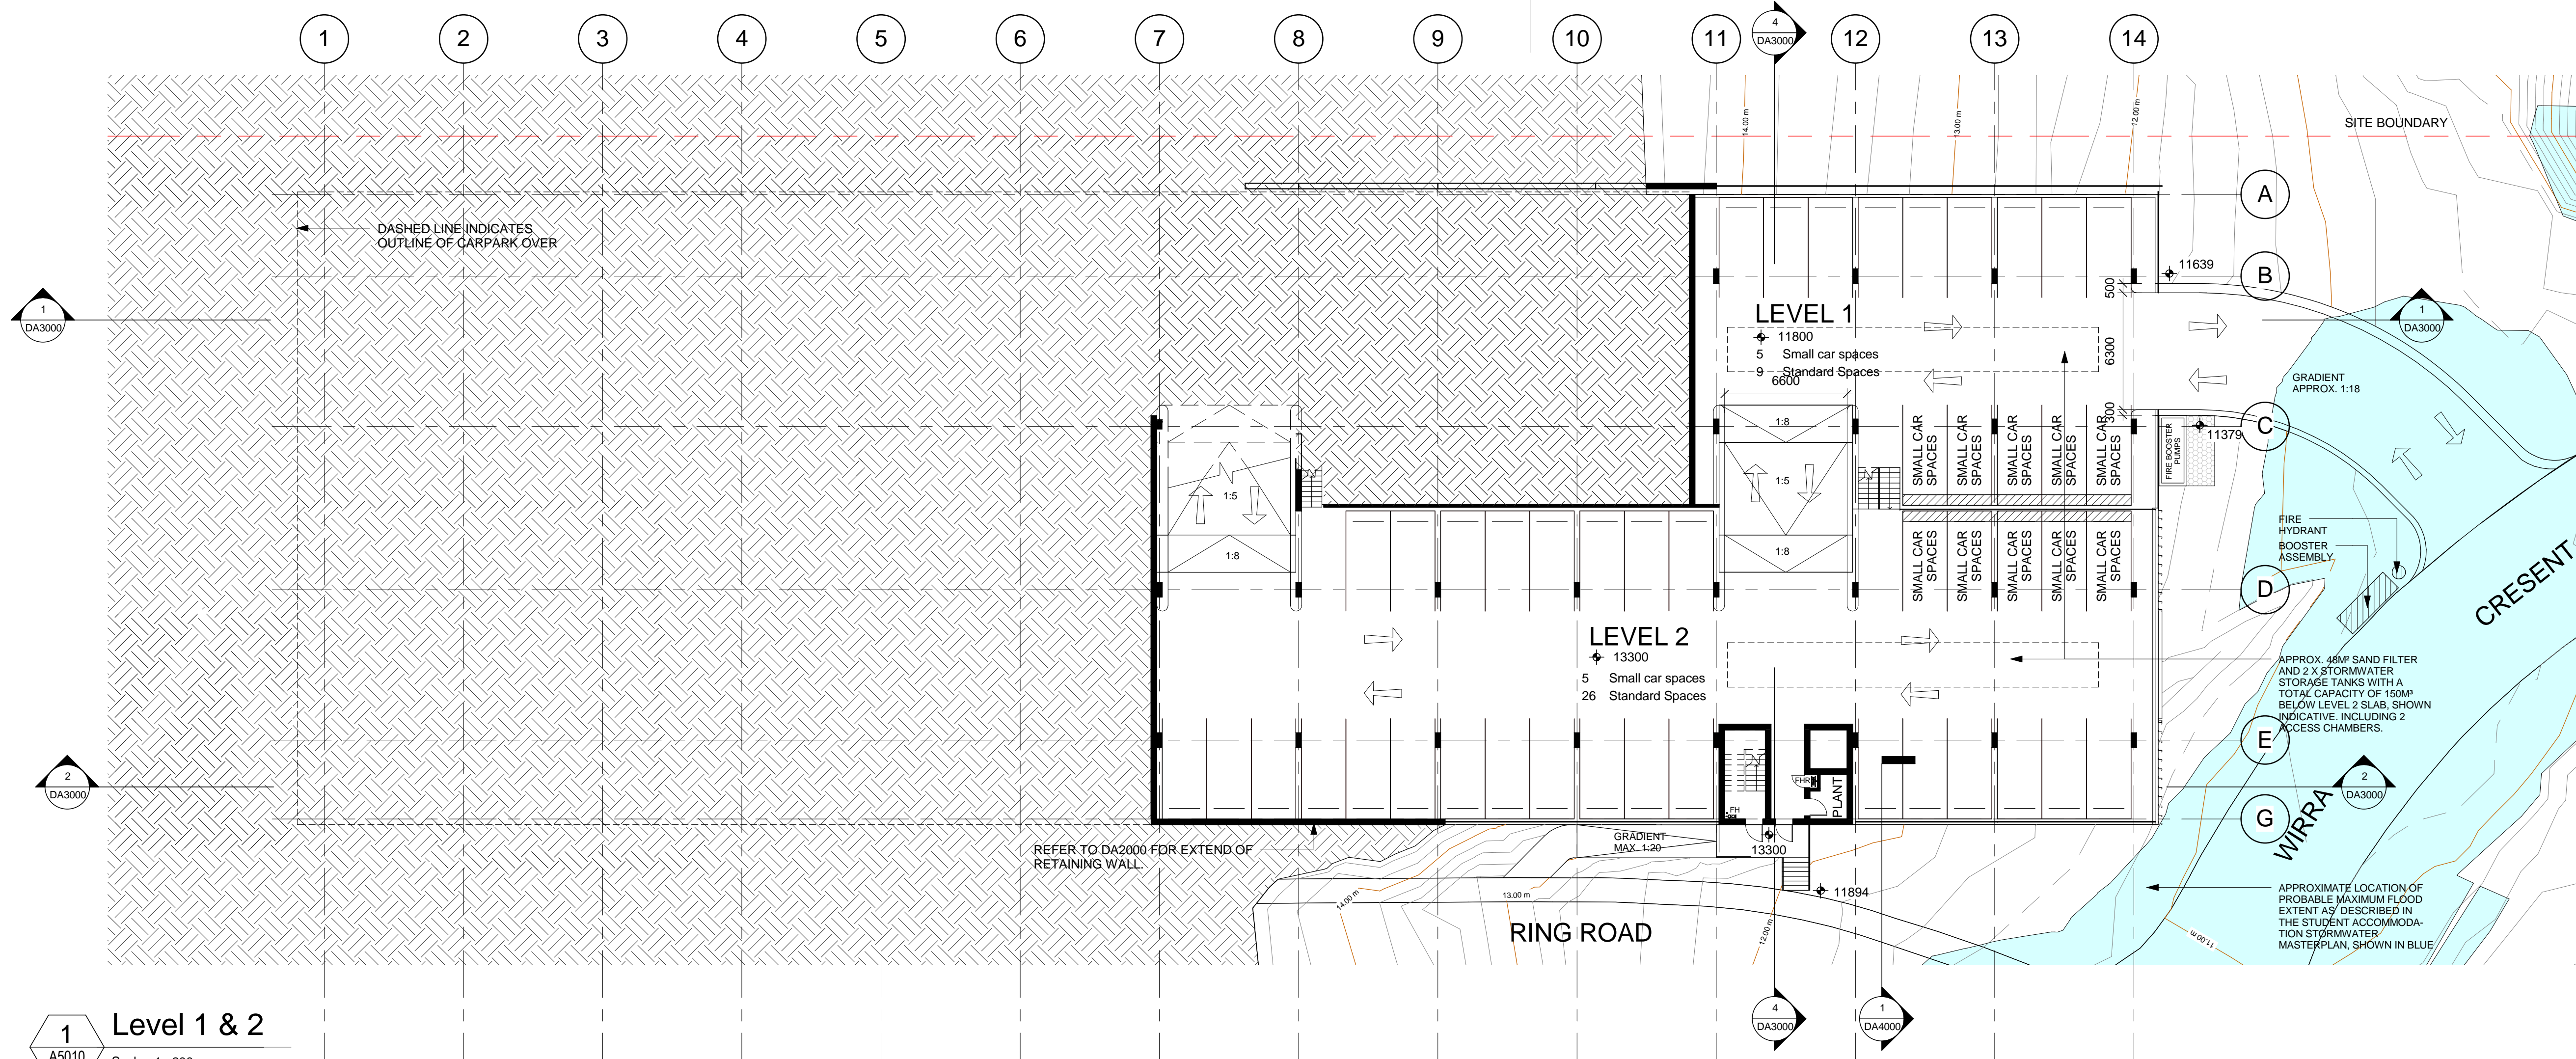 1
2
3
4
5
6
7
8
9
10
11
12
13
14
4
DA3000
14.00 m
13.00 m
12.00 m
SITE BOUNDARY
A
DASHED LINE INDICATES
OUTLINE OF CARPARK OVER
B
11639
500
1
DA3000
LEVEL 1
11800
5 Small car spaces
9 Standard Spaces
6600
6300
1
DA3000
GRADIENT
APPROX. 1:18
300
C
11379
1:8
SMALL CAR
SPACES
SMALL CAR
SPACES
SMALL CAR
SPACES
SMALL CAR
SPACES
SMALL CAR
SPACES
FIRE BOOSTER
PUMPS
1:5
1:5
1:8
1:8
SMALL CAR
SPACES
SMALL CAR
SPACES
SMALL CAR
SPACES
SMALL CAR
SPACES
SMALL CAR
SPACES
FIRE
HYDRANT
BOOSTER
ASSEMBLY
D
WIRRA
CRESENT
LEVEL 2
13300
5 Small car spaces
26 Standard Spaces
APPROX. 48M² SAND FILTER
AND 2 X STORMWATER
STORAGE TANKS WITH A
TOTAL CAPACITY OF 150M³
BELOW LEVEL 2 SLAB, SHOWN
INDICATIVE. INCLUDING 2
ACCESS CHAMBERS.
E
2
DA3000
FHR
PLANT
FH
2
DA3000
G
REFER TO DA2000 FOR EXTEND OF
RETAINING WALL.
GRADIENT
MAX. 1:20
13300
11894
14.00 m
13.00 m
12.00 m
11.00 m
RING ROAD
APPROXIMATE LOCATION OF
PROBABLE MAXIMUM FLOOD
EXTENT AS DESCRIBED IN
THE STUDENT ACCOMMODA-
TION STORMWATER
MASTERPLAN, SHOWN IN BLUE
4
DA3000
1
DA4000
1
A5010
Level 1 & 2